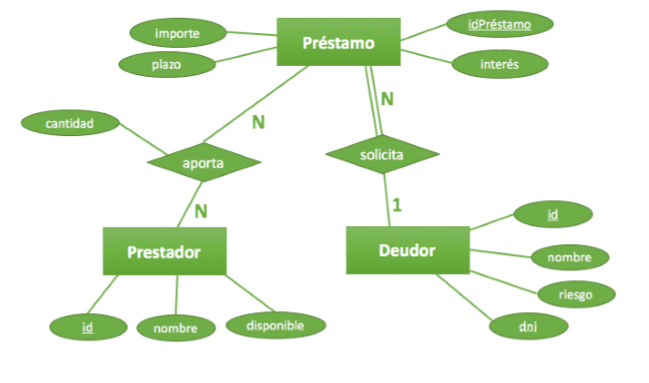 importe
Préstamo
idPréstamo
plazo
interés
cantidad
N
N
aporta
solicita
N
1
Prestador
Deudor
id
nombre
riesgo
dni
id
nombre
disponible